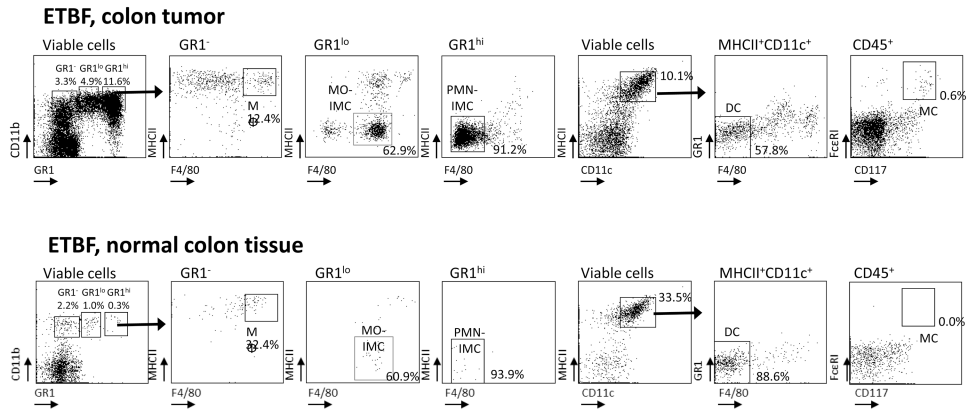 ETBF, colon tumor
Viable cells
GR1- GR1lo GR1hi
3.3% 4.9% 11.6%
CD11b
GR1
GR1-
M
Φ
12.4%
MHCII
F4/80
GR1lo
MO-
IMC
62.9%
MHCII
F4/80
GR1hi
PMN-
IMC
91.2%
MHCII
F4/80
Viable cells
10.1%
MHCII
CD11c
MHCII+CD11c+
DC
57.8%
GR1
F4/80
CD45+
0.6%
MC
FcεRI
CD117
ETBF, normal colon tissue
Viable cells
GR1- GR1lo GR1hi
2.2% 1.0% 0.3%
CD11b
GR1
GR1-
M
Φ
32.4%
MHCII
F4/80
GR1lo
MO-
IMC
60.9%
MHCII
F4/80
GR1hi
PMN-
IMC
93.9%
MHCII
F4/80
Viable cells
33.5%
MHCII
CD11c
MHCII+CD11c+
DC
88.6%
GR1
F4/80
CD45+
0.0%
MC
FcεRI
CD117